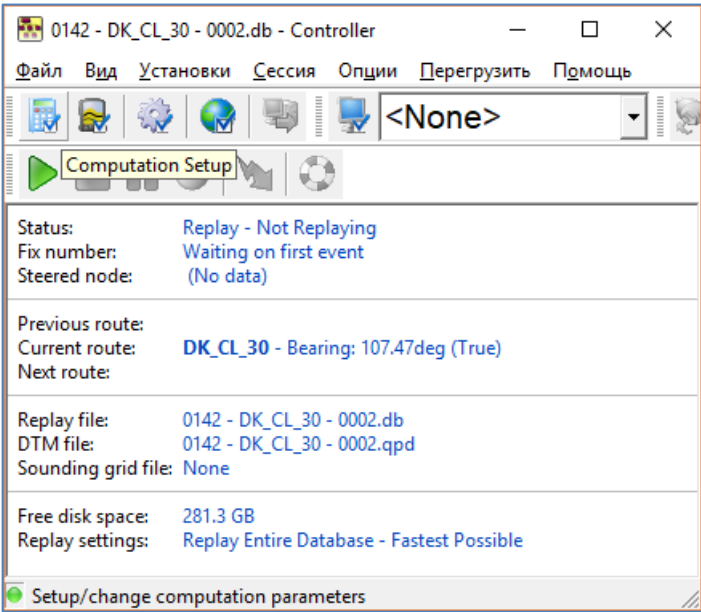 0142 - DK_CL_30 - 0002.db - Controller
Файл Вид Установки Сессия Опции Перегрузить Помощь
<None>
Computation Setup
Status: Replay - Not Replaying
Fix number: Waiting on first event
Steered node: (No data)
Previous route:
Current route: DK_CL_30 - Bearing: 107.47deg (True)
Next route:
Replay file: 0142 - DK_CL_30 - 0002.db
DTM file: 0142 - DK_CL_30 - 0002.qpd
Sounding grid file: None
Free disk space: 281.3 GB
Replay settings: Replay Entire Database - Fastest Possible
Setup/change computation parameters